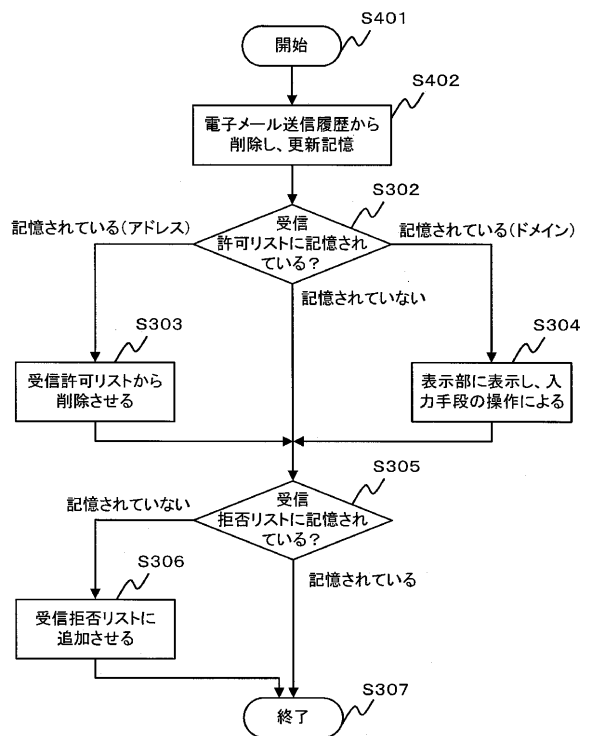 S401
開始
S402
電子メール送信履歴から
削除し、更新記憶
S302
受信
許可リストに記憶され
ている?
記憶されている(アドレス)
記憶されている(ドメイン)
記憶されていない
S303
受信許可リストから
削除させる
S304
表示部に表示し、入
力手段の操作による
S305
受信
拒否リストに記憶され
ている?
記憶されていない
記憶されている
S306
受信拒否リストに
追加させる
S307
終了